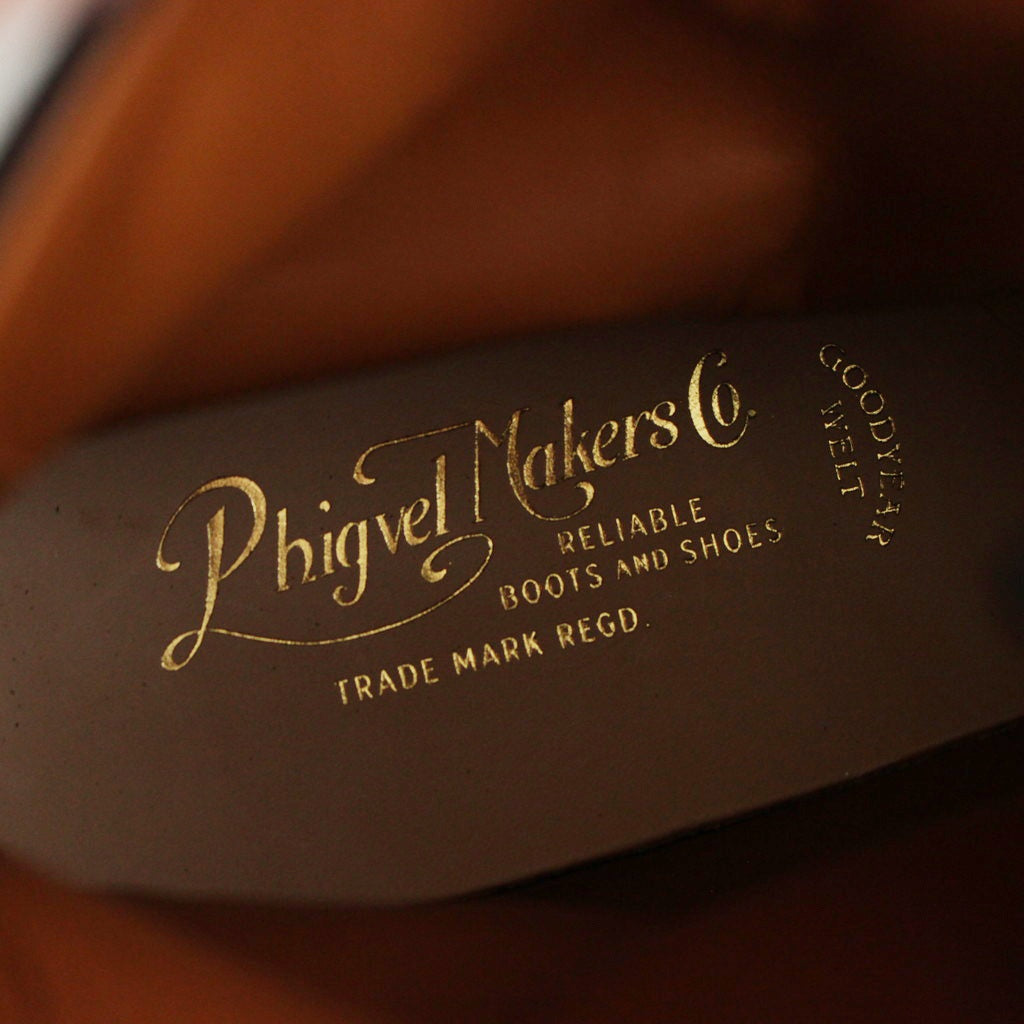 Phigvel Makers Co.
RELIABLE
BOOTS AND SHOES
TRADE MARK REGD.
GOODYEAR
WELT